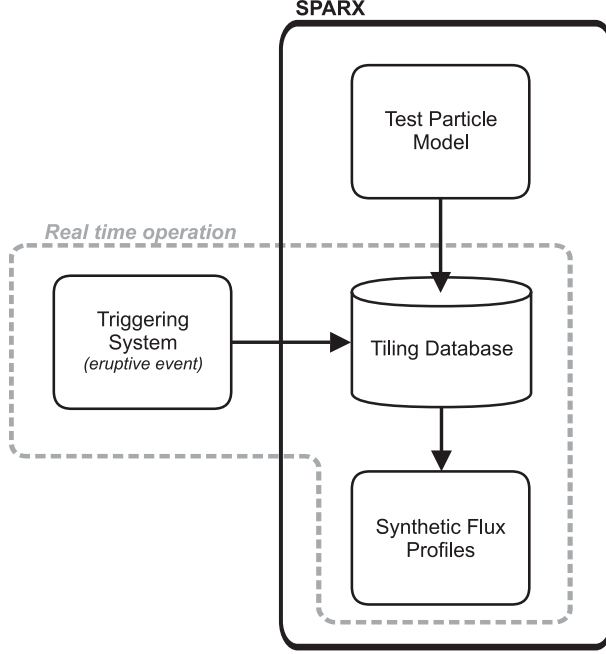 SPARX
Test Particle
Model
Real time operation
Triggering
System
(eruptive event)
Tiling Database
Synthetic Flux
Profiles